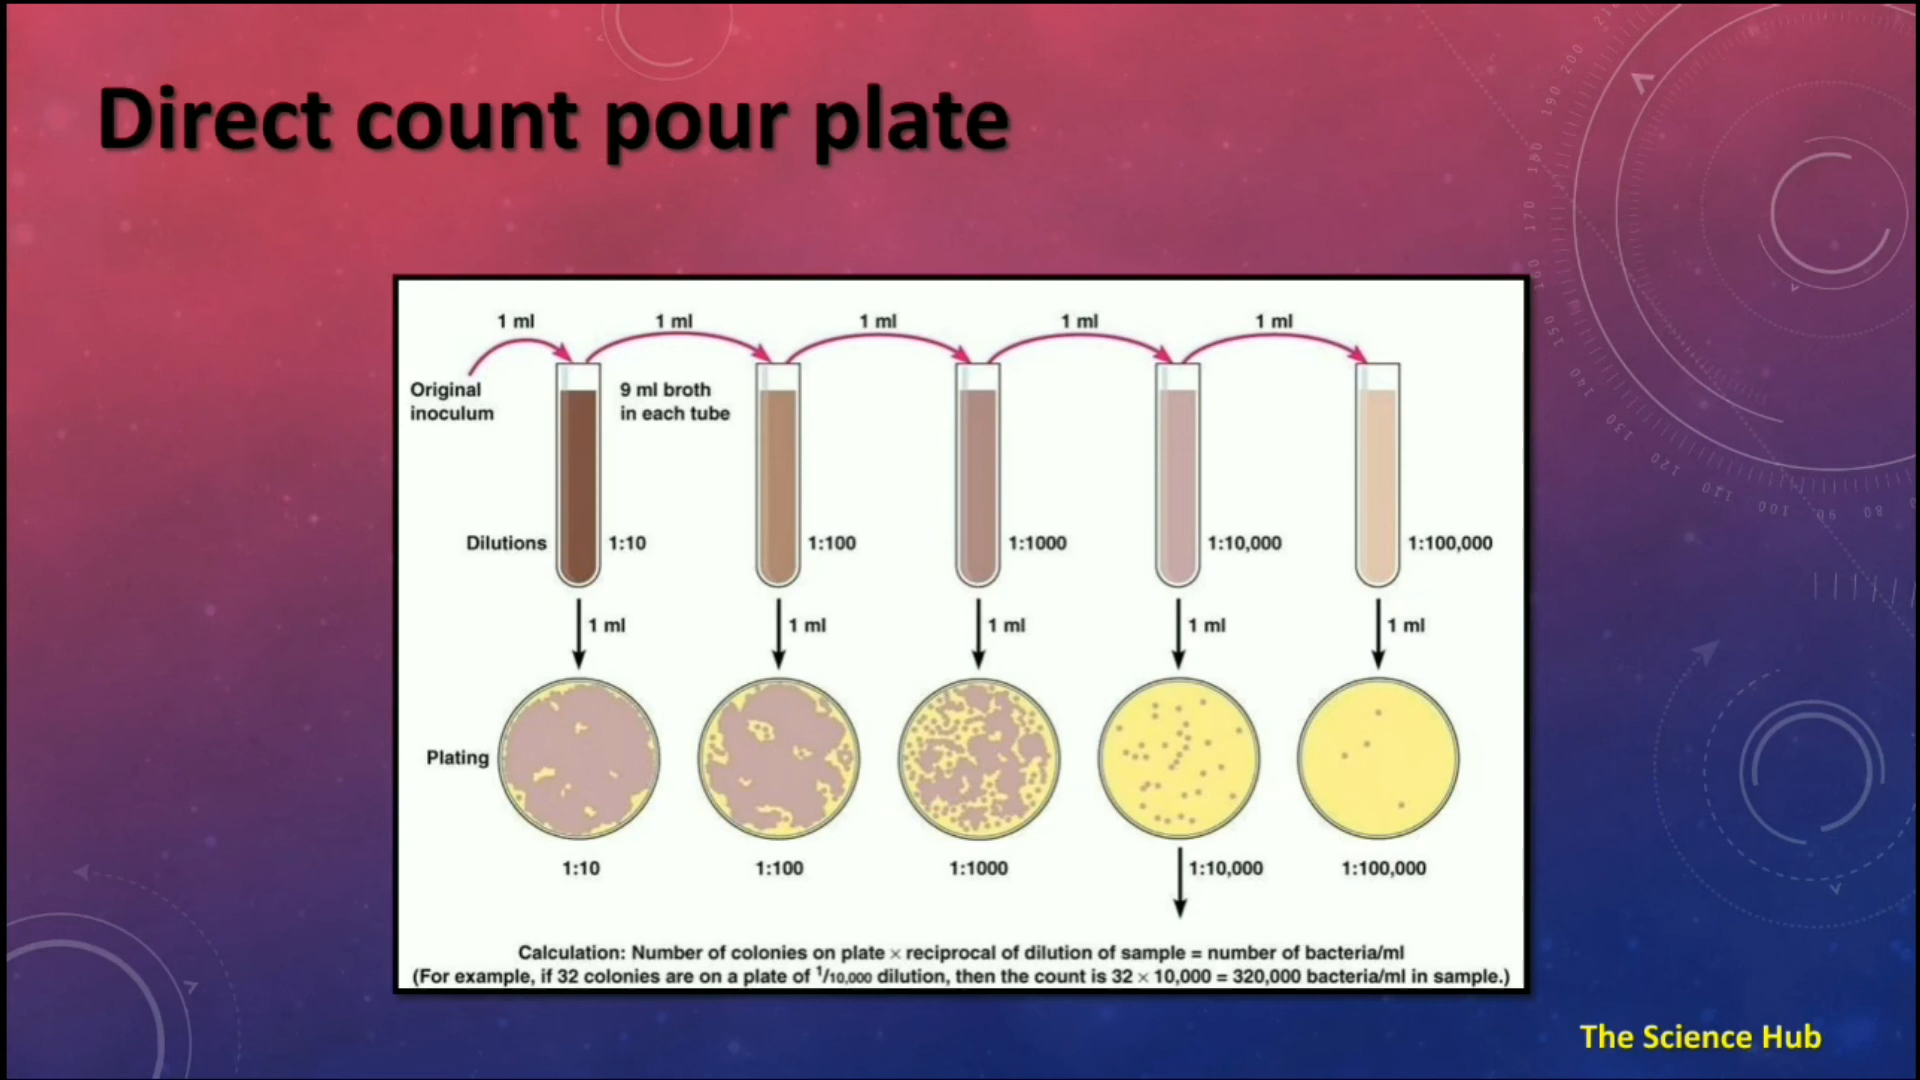 Direct count pour plate
1 ml 1 ml 1 ml 1 ml 1 ml
Original
inoculum
9 ml broth
in each tube
Dilutions 1:10 1:100 1:1000 1:10,000 1:100,000
1 ml 1 ml 1 ml 1 ml 1 ml
Plating
1:10 1:100 1:1000 1:10,000 1:100,000
Calculation: Number of colonies on plate × reciprocal of dilution of sample = number of bacteria/ml
(For example, if 32 colonies are on a plate of 1/10,000 dilution, then the count is 32 × 10,000 = 320,000 bacteria/ml in sample.)
The Science Hub